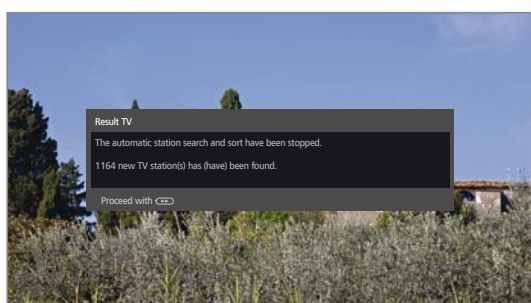 Result TV
The automatic station search and sort have been stopped.
1164 new TV station(s) has (have) been found.
Proceed with